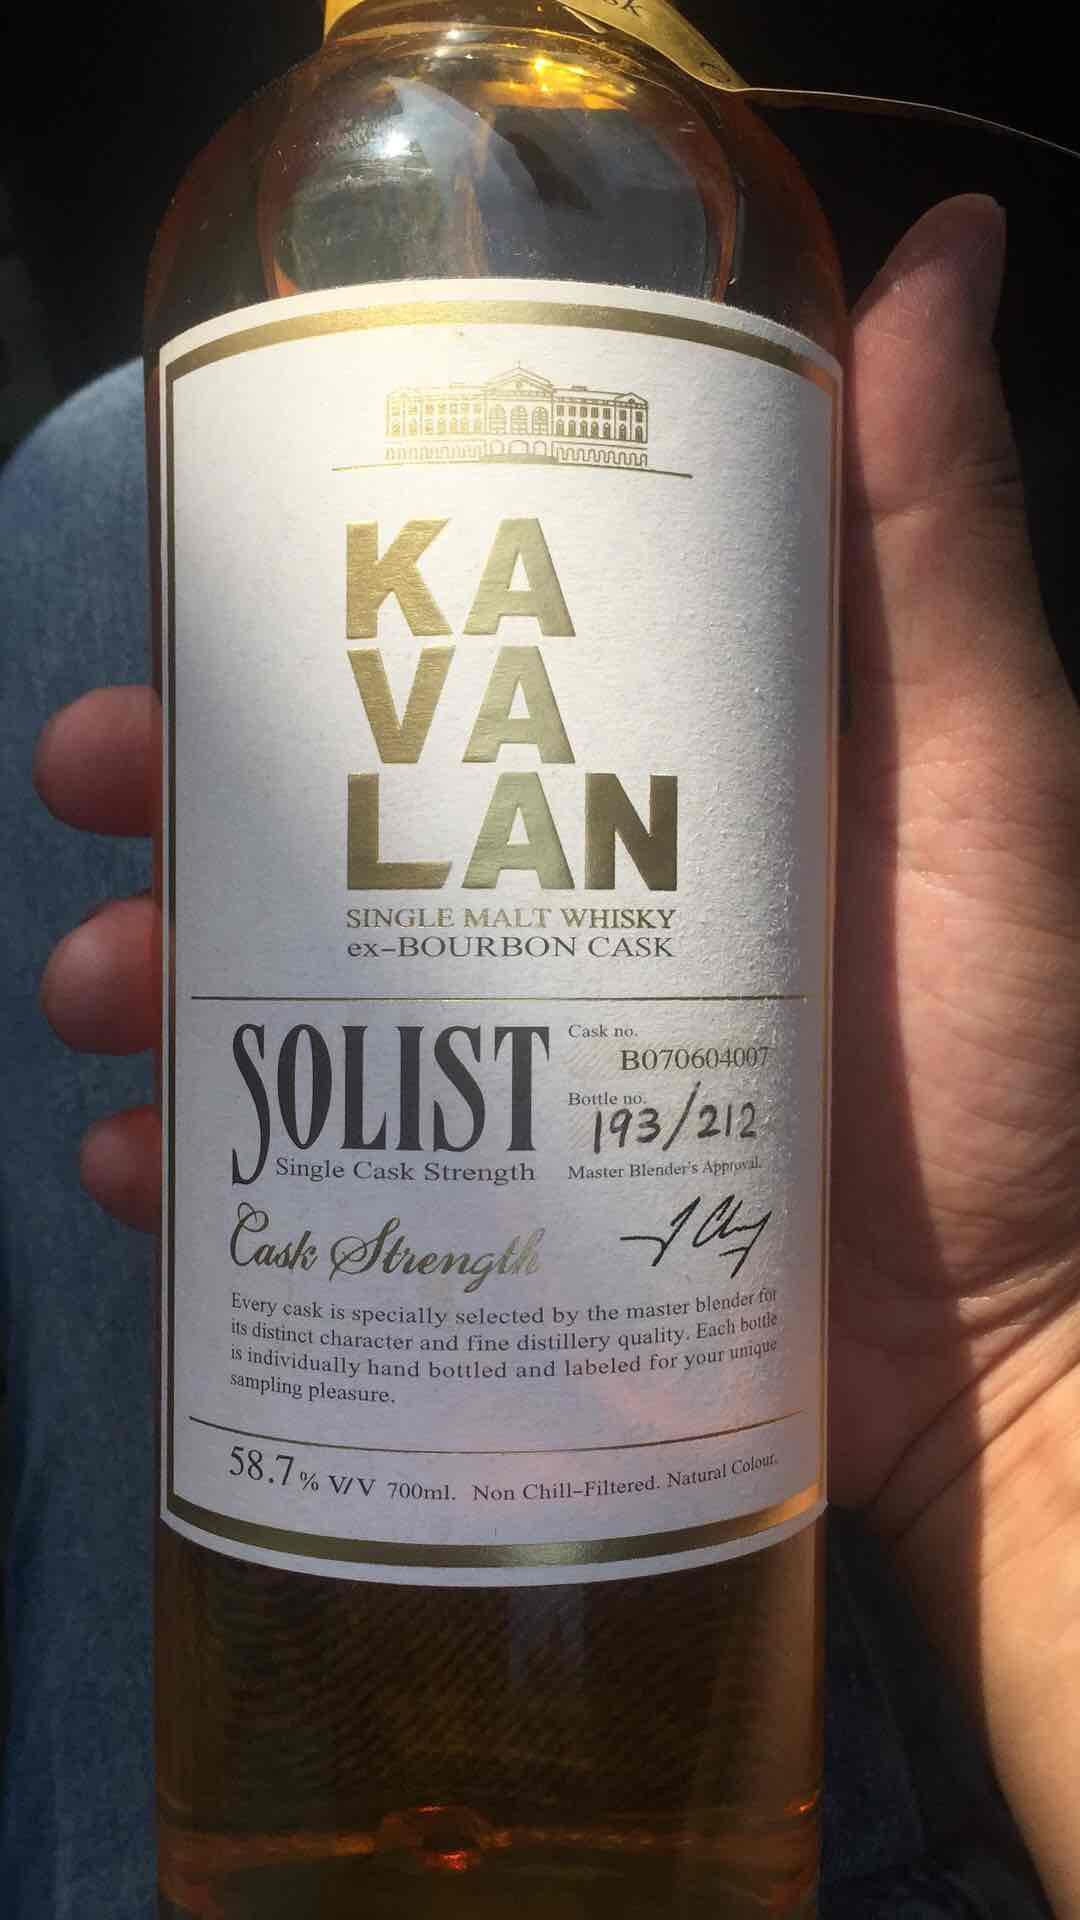 sk
KA
VA
LAN
SINGLE MALT WHISKY
ex-BOURBON CASK
SOLIST
Single Cask Strength
Cask no.
B070604007
Bottle no.
193/212
Master Blender's Approval.
Cask Strength
Every cask is specially selected by the master blender for
its distinct character and fine distillery quality. Each bottle
is individually hand bottled and labeled for your unique
sampling pleasure.
58.7% V/V 700ml. Non Chill-Filtered. Natural Colour.